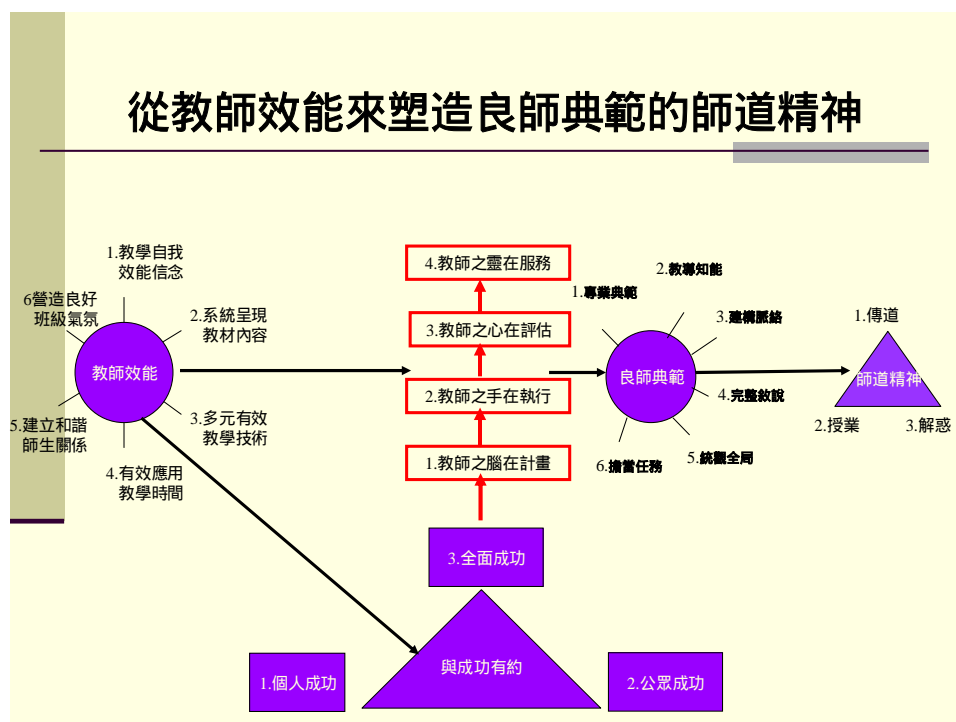 從教師效能來塑造良師典範的師道精神
1.教學自我
效能信念
6營造良好
班級氣氛
2.系統呈現
教材內容
教師效能
5.建立和諧
師生關係
3.多元有效
教學技術
4.有效應用
教學時間
4.教師之靈在服務
3.教師之心在評估
2.教師之手在執行
1.教師之腦在計畫
3.全面成功
與成功有約
1.個人成功
2.公眾成功
1.專業典範
2.教導知能
3.建構脈絡
良師典範
4.完整敘說
5.統觀全局
6.擔當任務
1.傳道
師道精神
2.授業
3.解惑